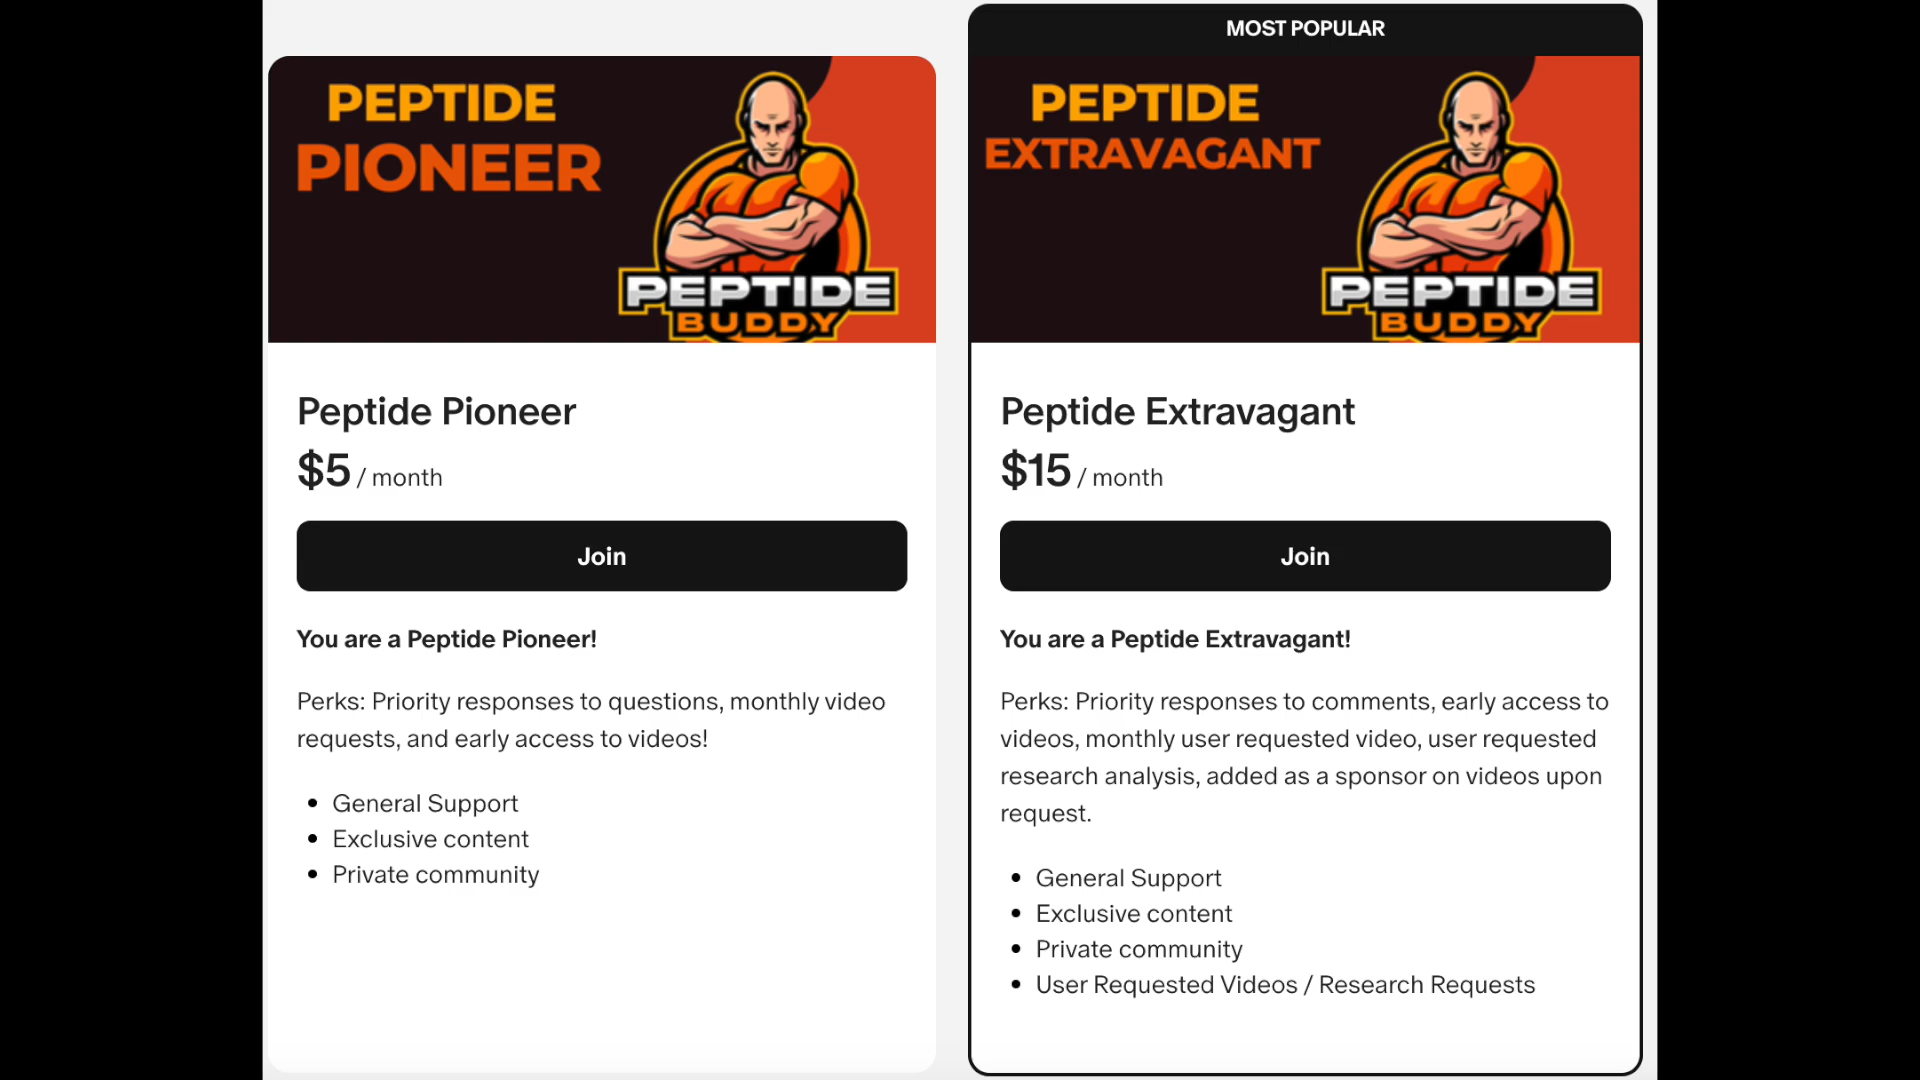 PEPTIDE
PIONEER
PEPTIDE
BUDDY
Peptide Pioneer
$5 / month
Join
You are a Peptide Pioneer!
Perks: Priority responses to questions, monthly video
requests, and early access to videos!
• General Support
• Exclusive content
• Private community
MOST POPULAR
PEPTIDE
EXTRAVAGANT
PEPTIDE
BUDDY
Peptide Extravagant
$15 / month
Join
You are a Peptide Extravagant!
Perks: Priority responses to comments, early access to
videos, monthly user requested video, user requested
research analysis, added as a sponsor on videos upon
request.
• General Support
• Exclusive content
• Private community
• User Requested Videos / Research Requests